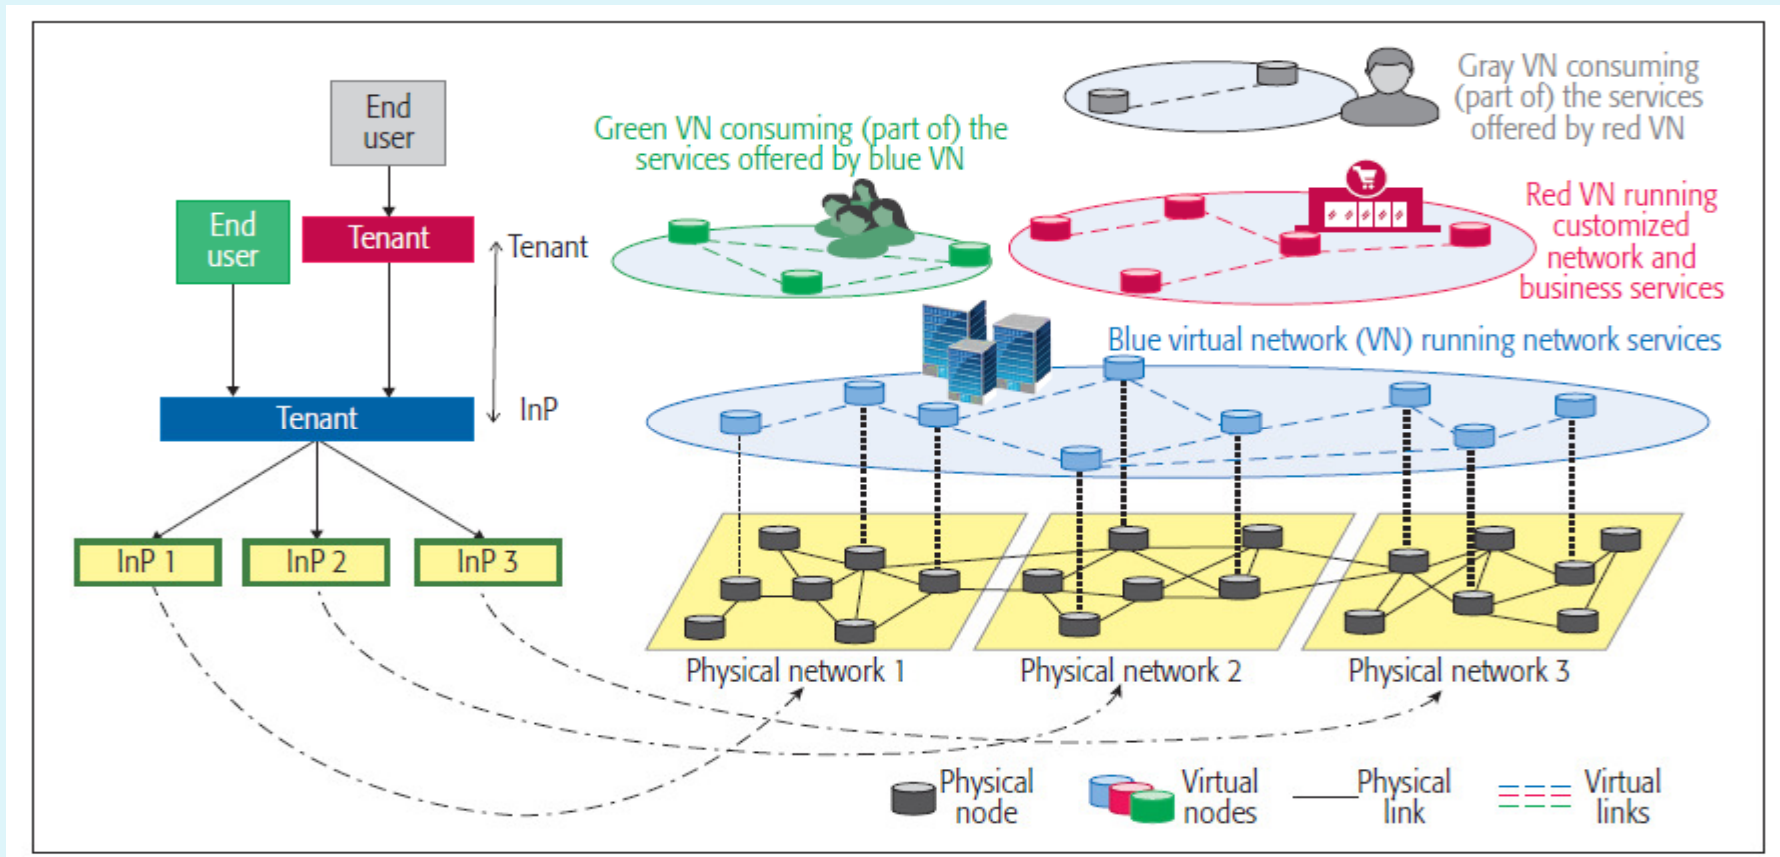 End
user
End
user
Tenant
Tenant
InP
Tenant
InP 1
InP 2
InP 3
Green VN consuming (part of) the
services offered by blue VN
Gray VN consuming
(part of) the services
offered by red VN
Red VN running
customized
network and
business services
Blue virtual network (VN) running network services
Physical network 1
Physical network 2
Physical network 3
Physical
node
Virtual
nodes
Physical
link
Virtual
links